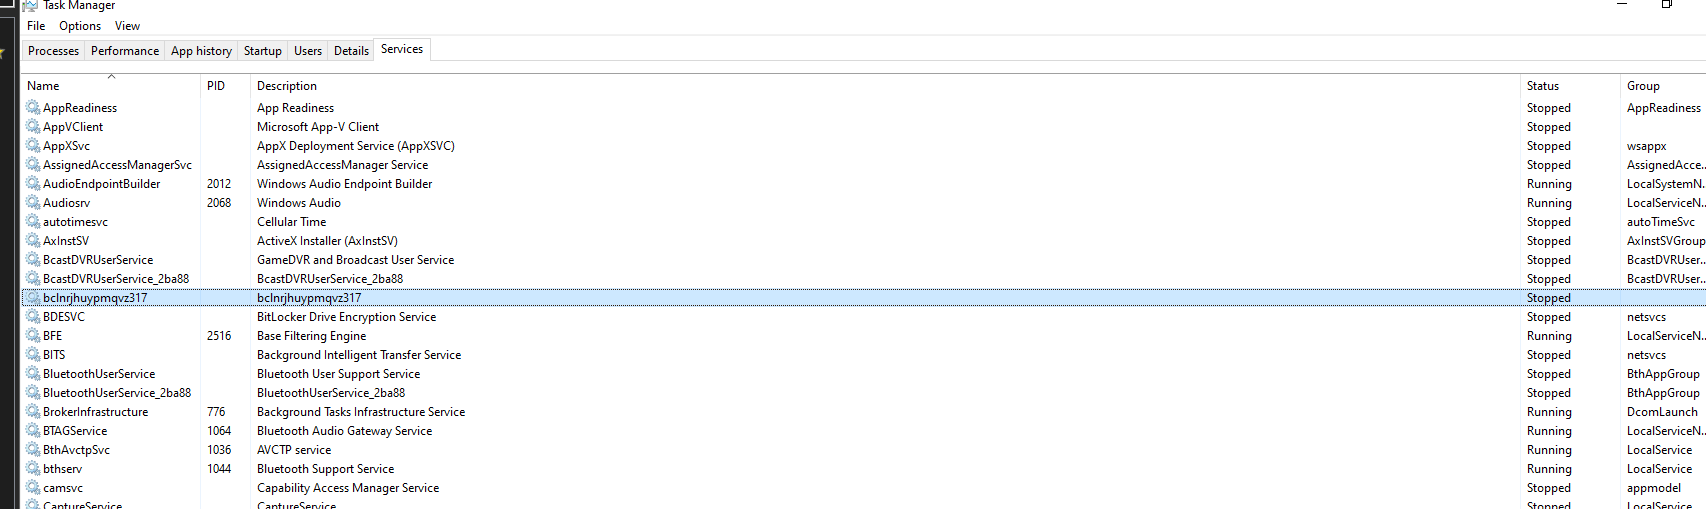 Task Manager
File Options View
Processes Performance App history Startup Users Details Services
Name PID Description Status Group
AppReadiness App Readiness Stopped AppReadiness
AppVClient Microsoft App-V Client Stopped
AppXSvc AppX Deployment Service (AppXSVC) Stopped wsappx
AssignedAccessManagerSvc AssignedAccessManager Service Stopped AssignedAcce...
AudioEndpointBuilder 2012 Windows Audio Endpoint Builder Running LocalSystemN...
Audiosrv 2068 Windows Audio Running LocalServiceN...
autotimesvc Cellular Time Stopped autoTimeSvc
AxInstSV ActiveX Installer (AxInstSV) Stopped AxInstSVGroup
BcastDVRUserService GameDVR and Broadcast User Service Stopped BcastDVRUser...
BcastDVRUserService_2ba88 BcastDVRUserService_2ba88 Stopped BcastDVRUser...
bclnrjhuypmqvz317 bclnrjhuypmqvz317 Stopped
BDESVC BitLocker Drive Encryption Service Stopped netsvcs
BFE 2516 Base Filtering Engine Running LocalServiceN...
BITS Background Intelligent Transfer Service Stopped netsvcs
BluetoothUserService Bluetooth User Support Service Stopped BthAppGroup
BluetoothUserService_2ba88 BluetoothUserService_2ba88 Stopped BthAppGroup
BrokerInfrastructure 776 Background Tasks Infrastructure Service Running DcomLaunch
BTAGService 1064 Bluetooth Audio Gateway Service Running LocalServiceN...
BthAvctpSvc 1036 AVCTP service Running LocalService
bthserv 1044 Bluetooth Support Service Running LocalService
camsvc Capability Access Manager Service Stopped appmodel
CaptureService CaptureService Stopped LocalService